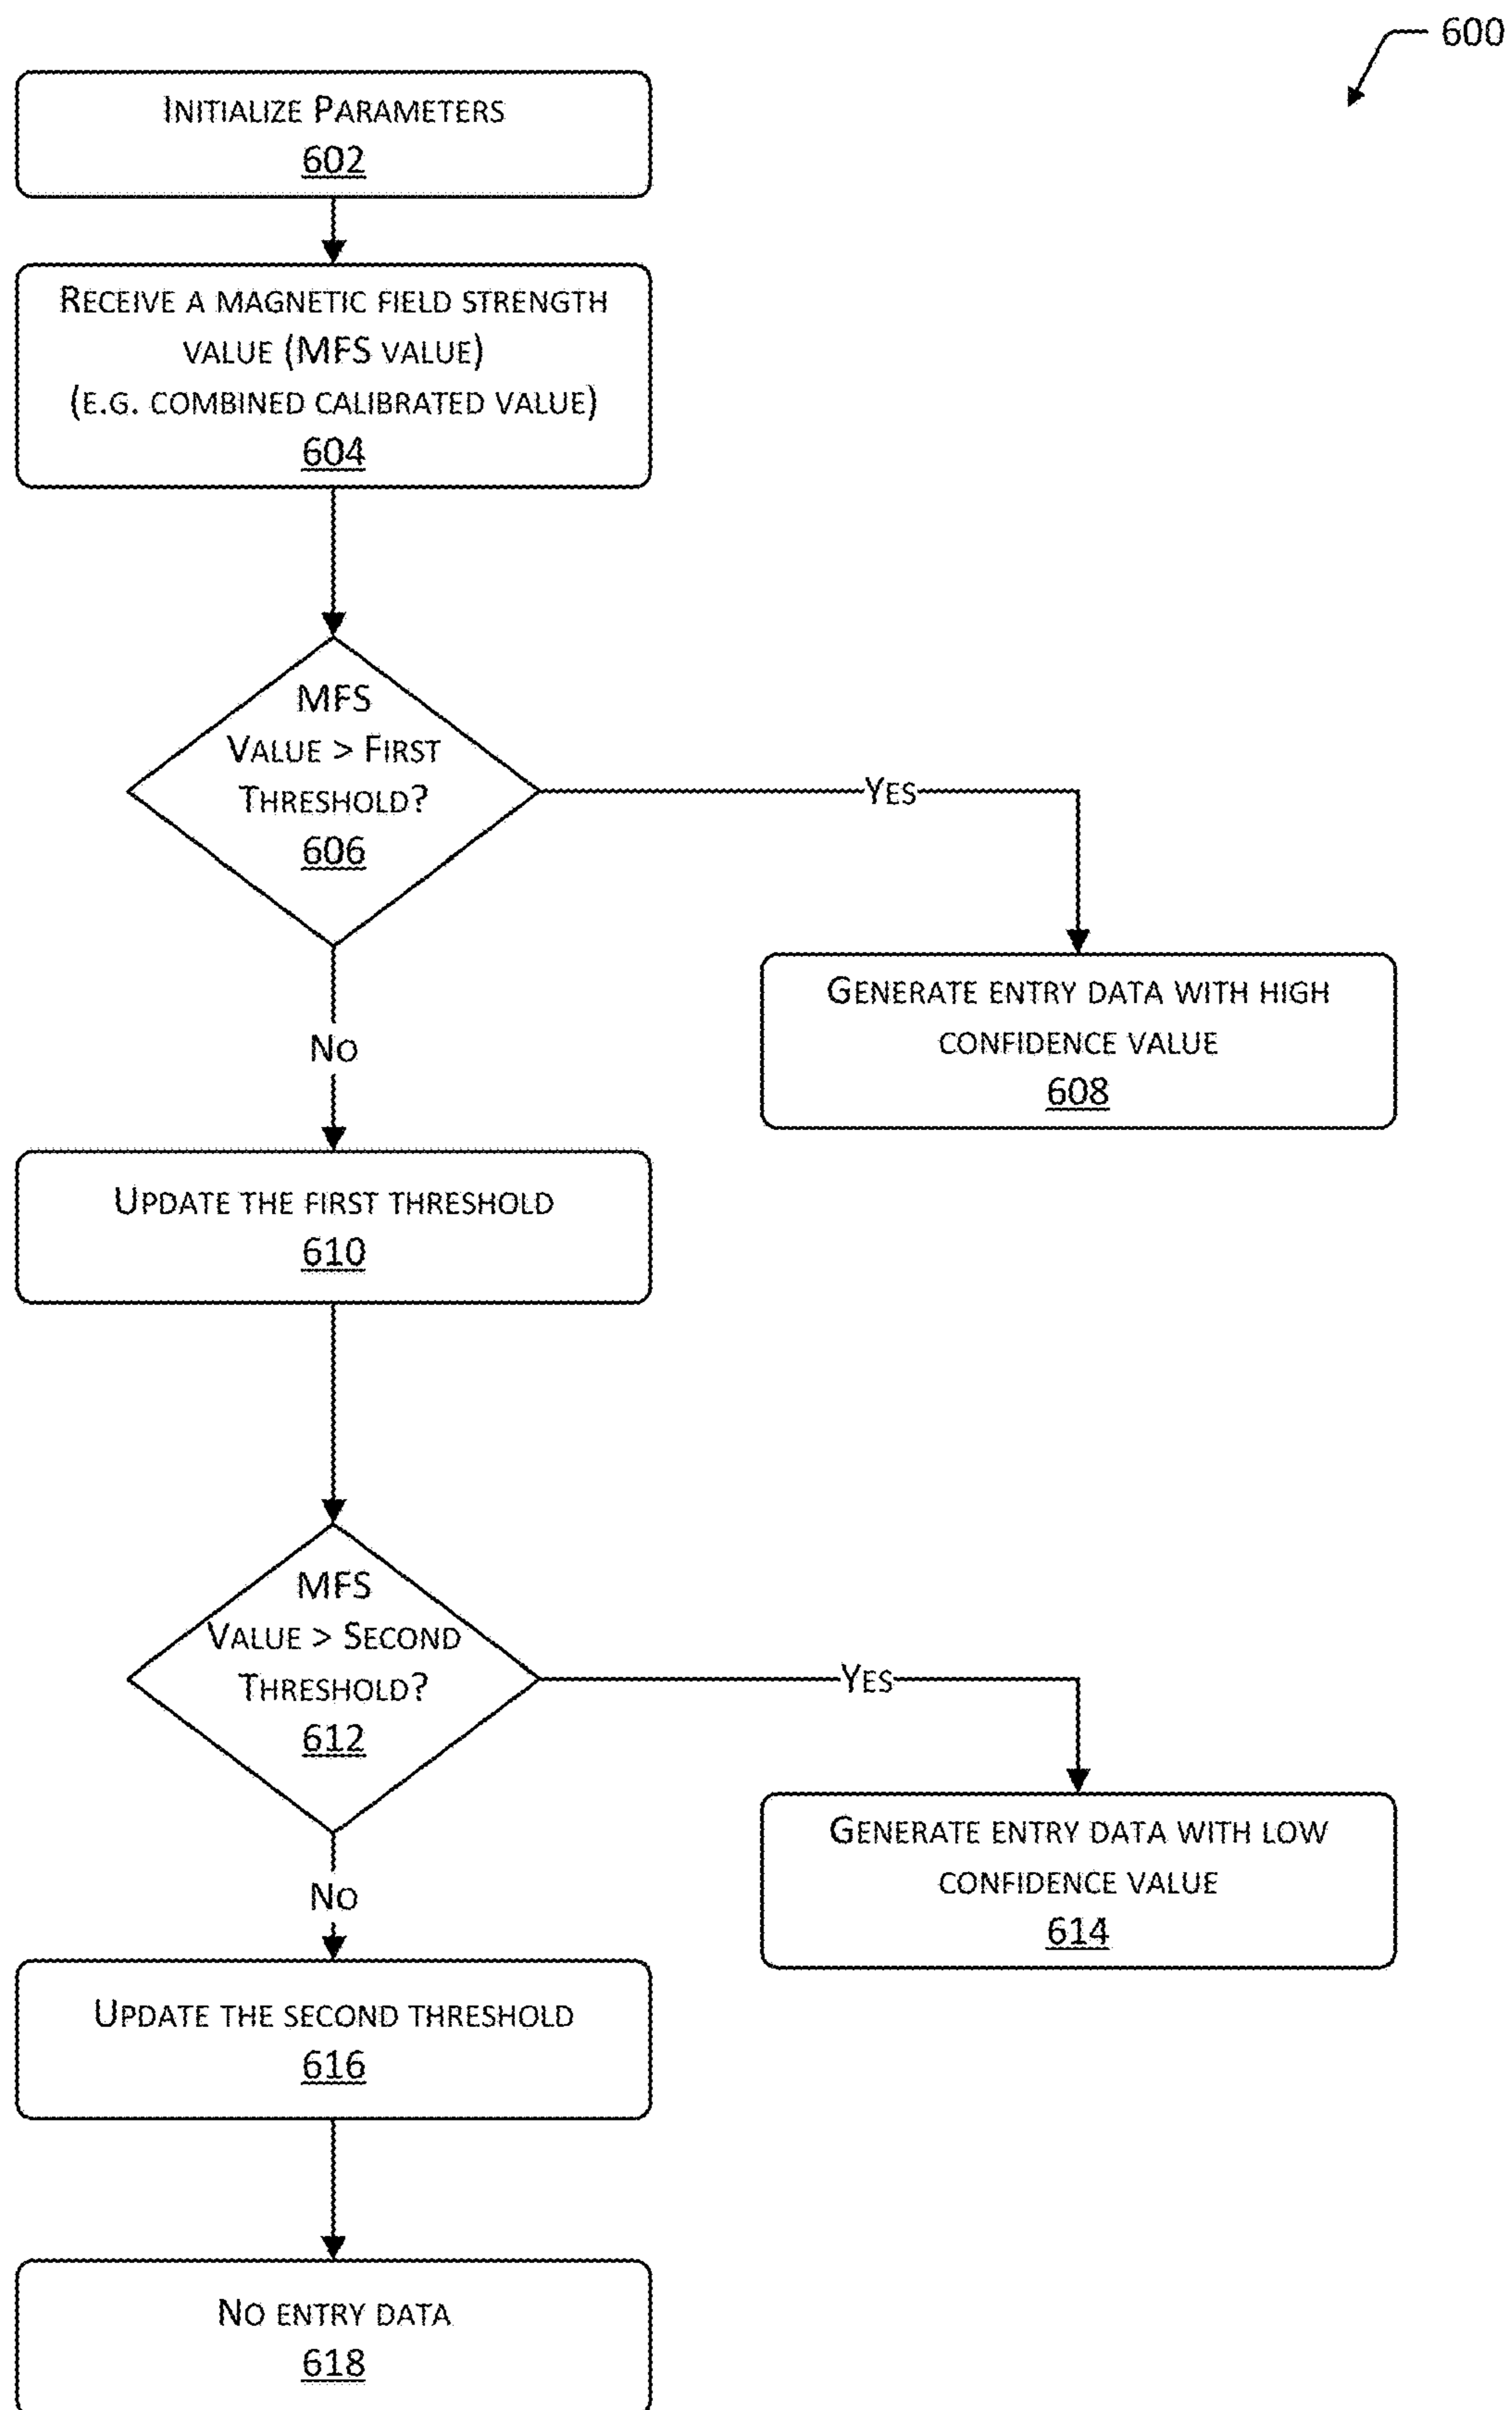 600
INITIALIZE PARAMETERS
602
RECEIVE A MAGNETIC FIELD STRENGTH
VALUE (MFS VALUE)
(E.G. COMBINED CALIBRATED VALUE)
604
MFS
VALUE > FIRST
THRESHOLD?
606
YES
GENERATE ENTRY DATA WITH HIGH
CONFIDENCE VALUE
608
NO
UPDATE THE FIRST THRESHOLD
610
MFS
VALUE > SECOND
THRESHOLD?
612
YES
GENERATE ENTRY DATA WITH LOW
CONFIDENCE VALUE
614
NO
UPDATE THE SECOND THRESHOLD
616
NO ENTRY DATA
618